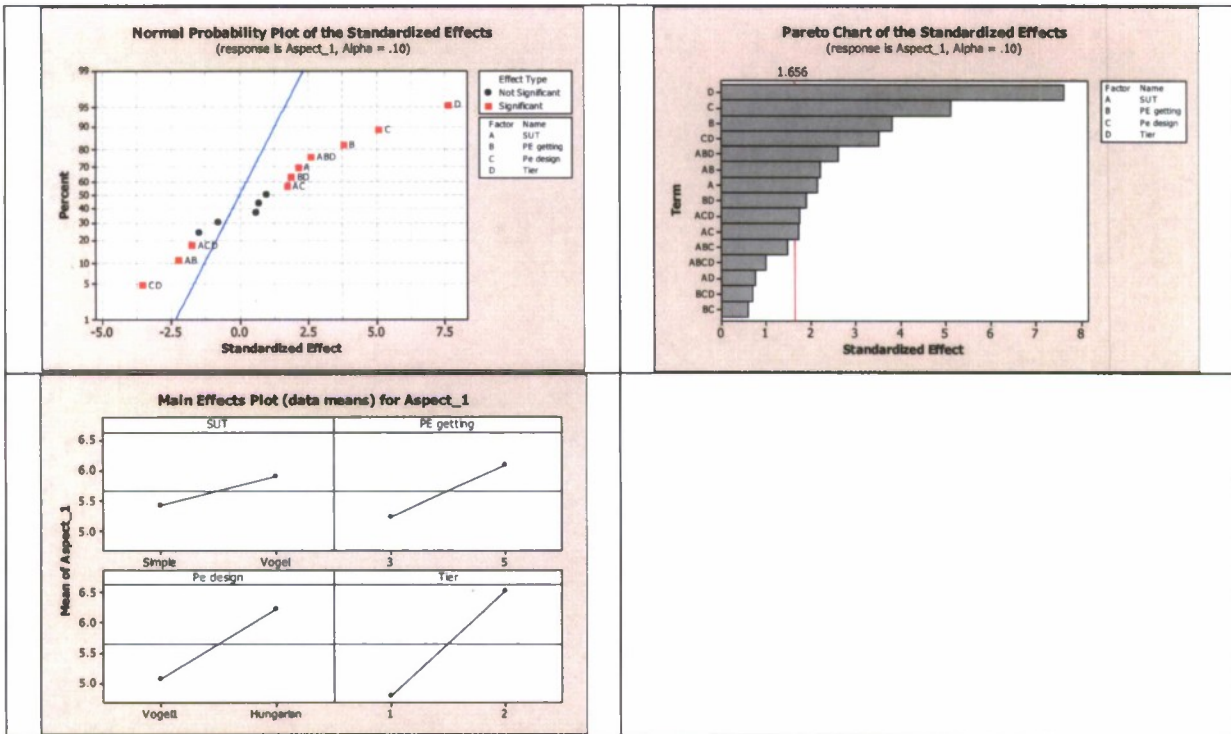 Normal Probability Plot of the Standardized Effects
(response is Aspect_1, Alpha = .10)
99
95
90
80
70
60
50
40
30
20
10
5
1
Percent
-5.0 -2.5 0.0 2.5 5.0 7.5
Standardized Effect
D
C
B
ABD
A
BD
AC
ACD
AB
CD
Effect Type
Not Significant
Significant
Factor Name
A SUT
B PE getting
C Pe design
D Tier
Pareto Chart of the Standardized Effects
(response is Aspect_1, Alpha = .10)
1.656
Term
D
C
B
CD
ABD
AB
A
BD
ACD
AC
ABC
ABCD
AD
BCD
BC
0 1 2 3 4 5 6 7 8
Standardized Effect
Factor Name
A SUT
B PE getting
C Pe design
D Tier
Main Effects Plot (data means) for Aspect_1
Mean of Aspect_1
SUT PE getting
6.5
6.0
5.5
5.0
Simple Vogel 3 5
Pe design Tier
6.5
6.0
5.5
5.0
Vogel1 Hungarian 1 2